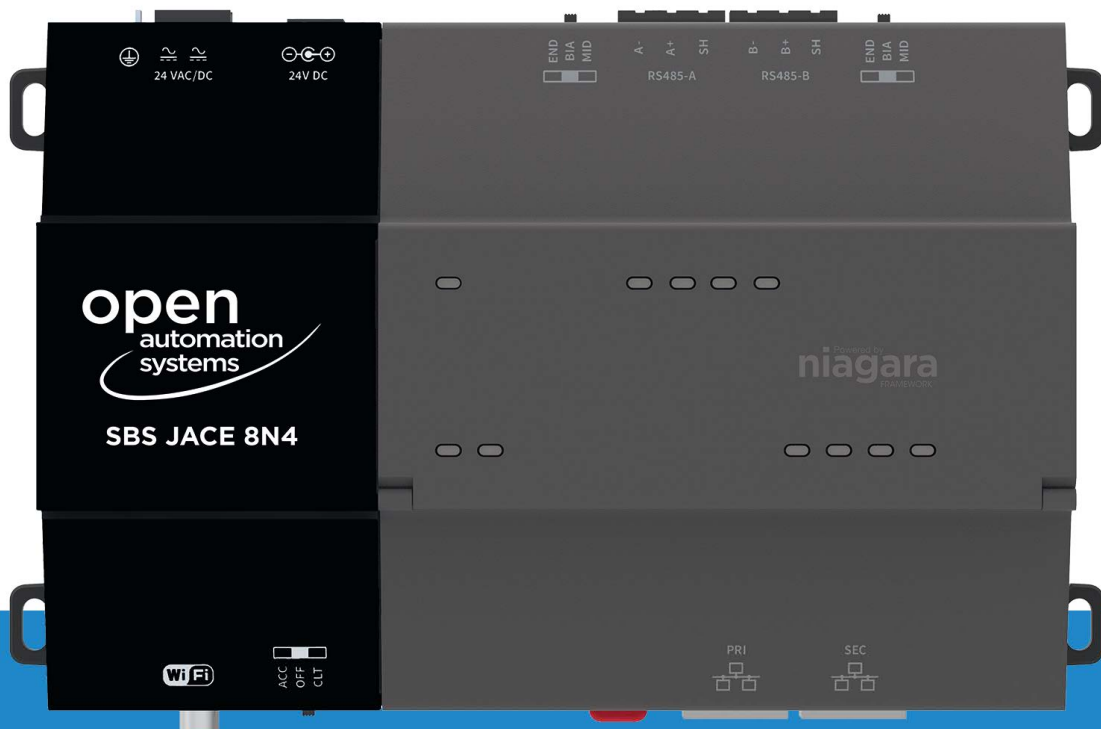 24 VAC/DC
24V DC
END
BIA
MID
A-
A+
SH
RS485-A
B-
B+
SH
RS485-B
END
BIA
MID
open
automation
systems
SBS JACE 8N4
Powered by
niagara
FRAMEWORK
WiFi
ACC
OFF
CLT
PRI
SEC